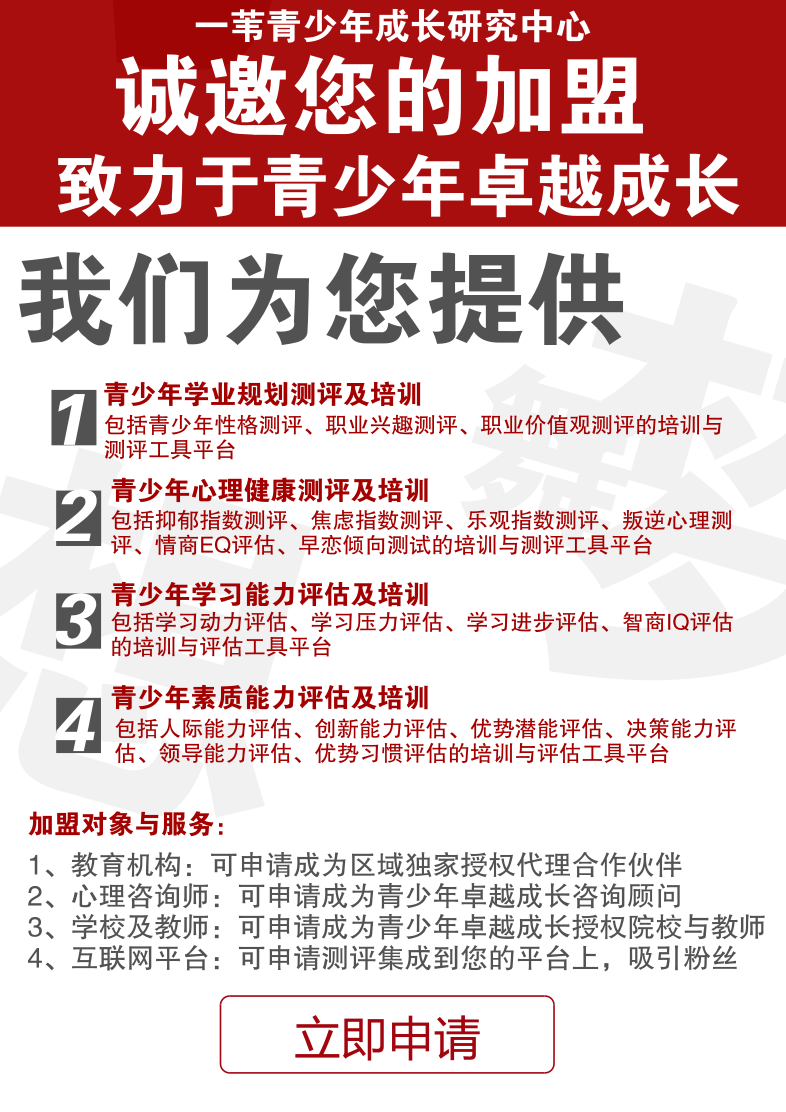 一苇青少年成长研究中心
诚邀您的加盟
致力于青少年卓越成长
我们为您提供
1
青少年学业规划测评及培训
包括青少年性格测评、职业兴趣测评、职业价值观测评的培训与
测评工具平台
2
青少年心理健康测评及培训
包括抑郁指数测评、焦虑指数测评、乐观指数测评、叛逆心理测
评、情商EQ评估、早恋倾向测试的培训与测评工具平台
3
青少年学习能力评估及培训
包括学习动力评估、学习压力评估、学习进步评估、智商IQ评估
的培训与评估工具平台
4
青少年素质能力评估及培训
包括人际能力评估、创新能力评估、优势潜能评估、决策能力评
估、领导能力评估、优势习惯评估的培训与评估工具平台
加盟对象与服务：
1、教育机构：可申请成为区域独家授权代理合作伙伴
2、心理咨询师：可申请成为青少年卓越成长咨询顾问
3、学校及教师：可申请成为青少年卓越成长授权院校与教师
4、互联网平台：可申请测评集成到您的平台上，吸引粉丝
立即申请
梦
舞
想